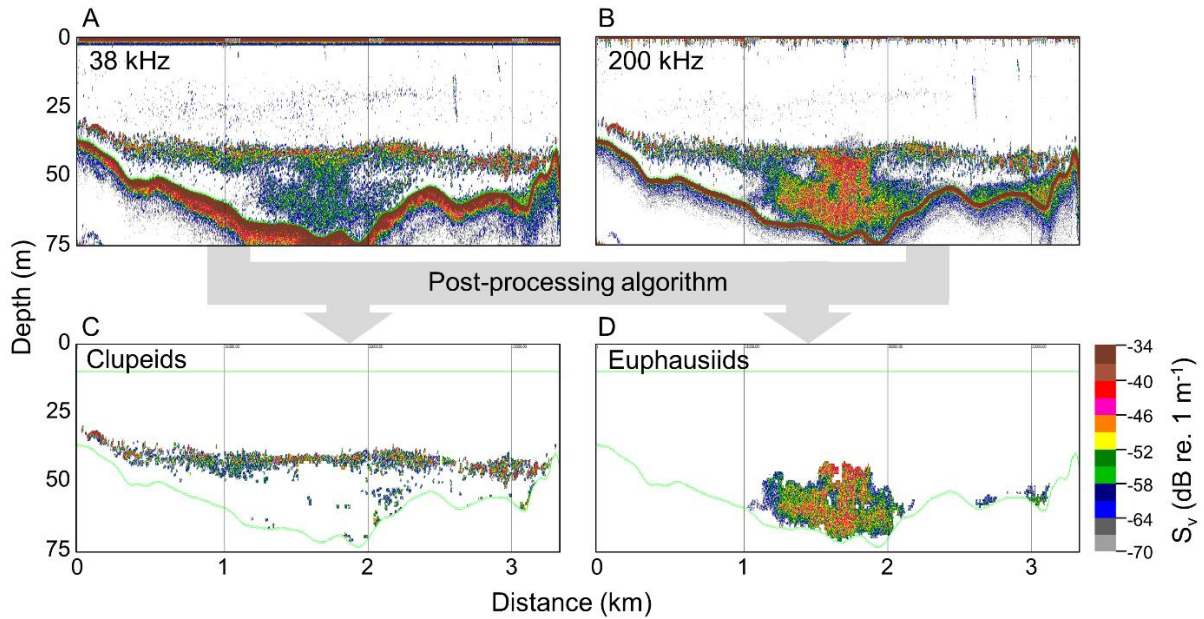 A
B
0
38 kHz
200 kHz
25
50
75
Depth (m)
Post-processing algorithm
C
D
0
Clupeids
Euphausiids
25
50
75
0
1
2
3
0
1
2
3
Distance (km)
-34
-40
-46
-52
-58
-64
-70
Sv (dB re. 1 m-1)